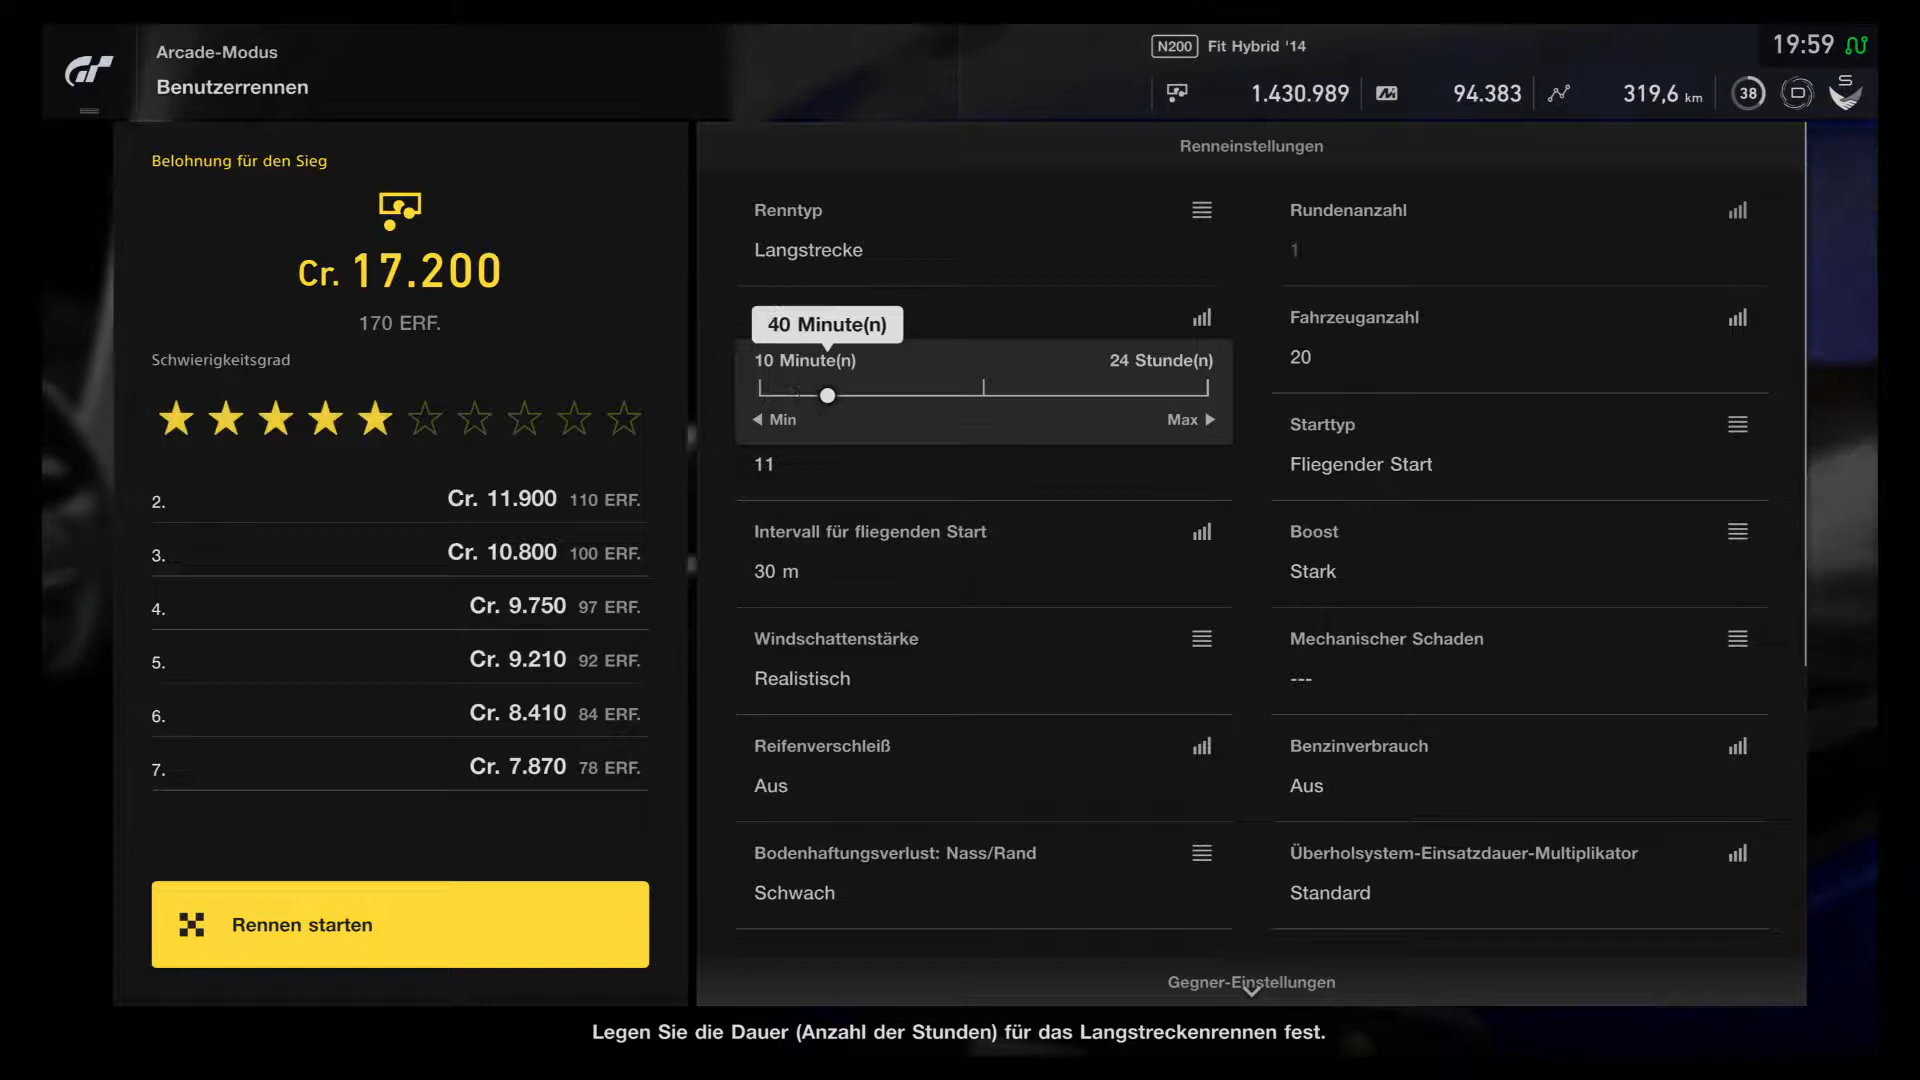 Arcade-Modus
Benutzerrennen
N200 Fit Hybrid '14
19:59
1.430.989
94.383
319,6 km
38
S
Belohnung für den Sieg
Cr. 17.200
170 ERF.
Schwierigkeitsgrad
2. Cr. 11.900 110 ERF.
3. Cr. 10.800 100 ERF.
4. Cr. 9.750 97 ERF.
5. Cr. 9.210 92 ERF.
6. Cr. 8.410 84 ERF.
7. Cr. 7.870 78 ERF.
Rennen starten
Renneinstellungen
Renntyp
Langstrecke
Rundenanzahl
1
40 Minute(n)
10 Minute(n) 24 Stunde(n)
Min Max
11
Fahrzeuganzahl
20
Starttyp
Fliegender Start
Intervall für fliegenden Start
30 m
Boost
Stark
Windschattenstärke
Realistisch
Mechanischer Schaden
---
Reifenverschleiß
Aus
Benzinverbrauch
Aus
Bodenhaftungsverlust: Nass/Rand
Schwach
Überholsystem-Einsatzdauer-Multiplikator
Standard
Gegner-Einstellungen
Legen Sie die Dauer (Anzahl der Stunden) für das Langstreckenrennen fest.